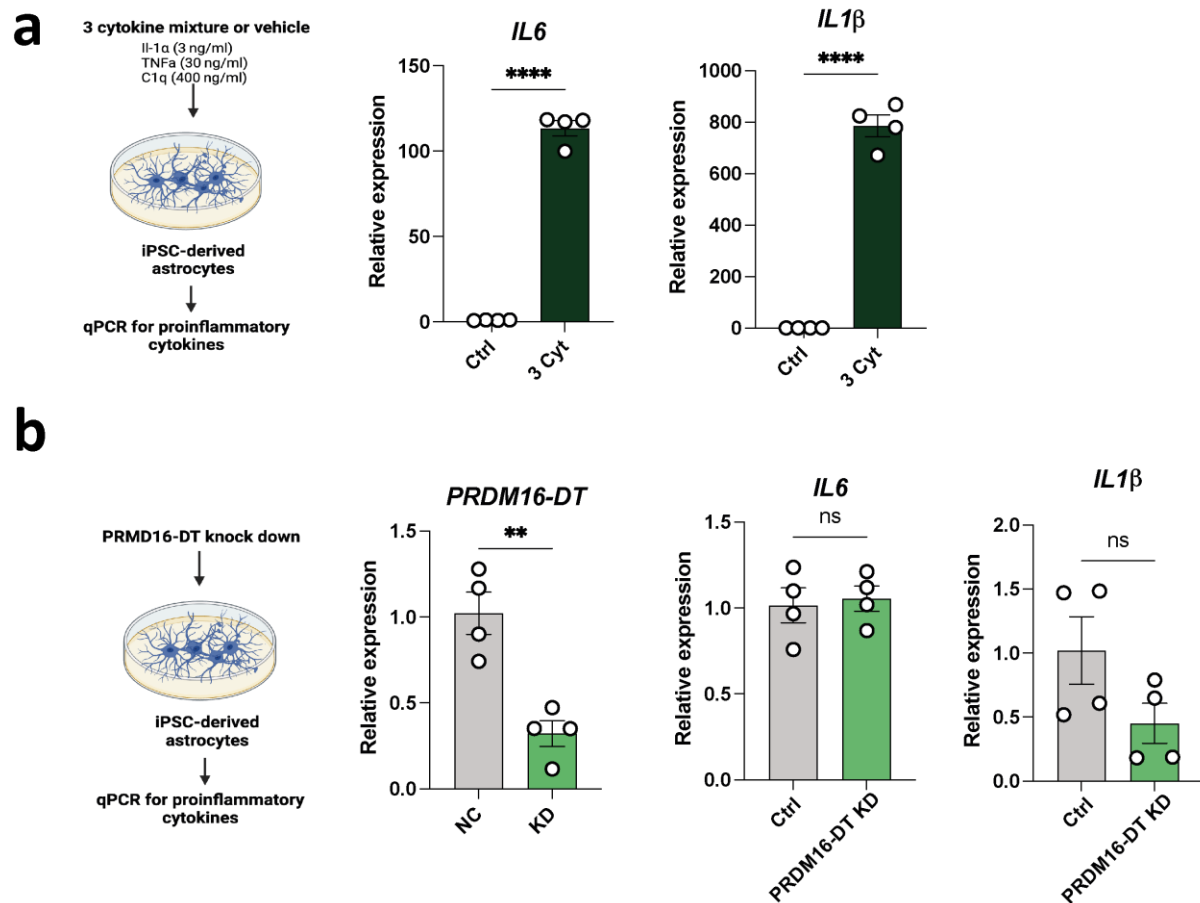 a
3 cytokine mixture or vehicle
Il-1α (3 ng/ml)
TNFa (30 ng/ml)
C1q (400 ng/ml)
iPSC-derived
astrocytes
qPCR for proinflammatory
cytokines
IL6
****
Relative expression
150
100
50
0
Ctrl
3 Cyt
IL1β
****
Relative expression
1000
800
600
400
200
0
Ctrl
3 Cyt
b
PRMD16-DT knock down
iPSC-derived
astrocytes
qPCR for proinflammatory
cytokines
PRDM16-DT
**
Relative expression
1.5
1.0
0.5
0.0
NC
KD
IL6
ns
Relative expression
1.5
1.0
0.5
0.0
Ctrl
PRDM16-DT KD
IL1β
ns
Relative expression
2.0
1.5
1.0
0.5
0.0
Ctrl
PRDM16-DT KD